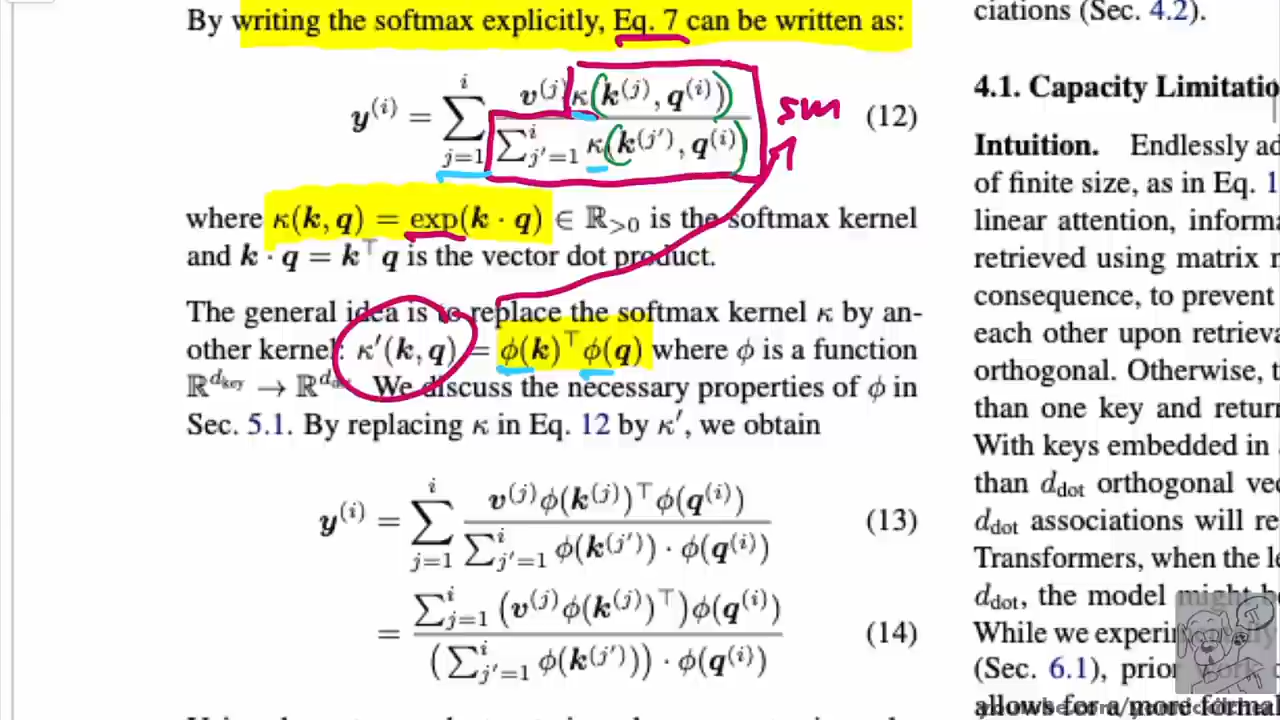 By writing the softmax explicitly, Eq. 7 can be written as:
y^(i) = Σ_{j=1}^{i} v^(j) κ(k^(j), q^(i)) / Σ_{j'=1}^{i} κ(k^(j'), q^(i)) (12)
sm
where κ(k, q) = exp(k · q) ∈ ℝ_{>0} is the softmax kernel
and k · q = k^⊤ q is the vector dot product.
The general idea is to replace the softmax kernel κ by an-
other kernel: κ'(k, q) = φ(k)^⊤ φ(q) where φ is a function
ℝ^{d_key} → ℝ^{d_dot}. We discuss the necessary properties of φ in
Sec. 5.1. By replacing κ in Eq. 12 by κ', we obtain
y^(i) = Σ_{j=1}^{i} v^(j) φ(k^(j))^⊤ φ(q^(i)) / Σ_{j'=1}^{i} φ(k^(j')) · φ(q^(i)) (13)
= Σ_{j=1}^{i} (v^(j) φ(k^(j))^⊤) φ(q^(i)) / (Σ_{j'=1}^{i} φ(k^(j'))) · φ(q^(i)) (14)
ciations (Sec. 4.2).
4.1. Capacity Limitatio
Intuition. Endlessly ad
of finite size, as in Eq. 1
linear attention, informa
retrieved using matrix m
consequence, to prevent
each other upon retrieva
orthogonal. Otherwise, t
than one key and return
With keys embedded in
than d_dot orthogonal vec
d_dot associations will re
Transformers, when the le
d_dot, the model might be
While we experi
(Sec. 6.1), prior work
allows for a more formal